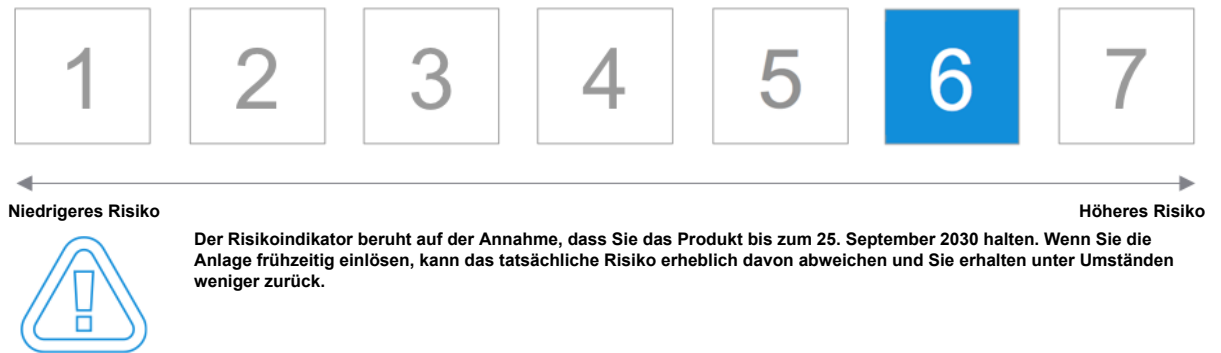 1 2 3 4 5 6 7
Niedrigeres Risiko Höheres Risiko
Der Risikoindikator beruht auf der Annahme, dass Sie das Produkt bis zum 25. September 2030 halten. Wenn Sie die
Anlage frühzeitig einlösen, kann das tatsächliche Risiko erheblich davon abweichen und Sie erhalten unter Umständen
weniger zurück.